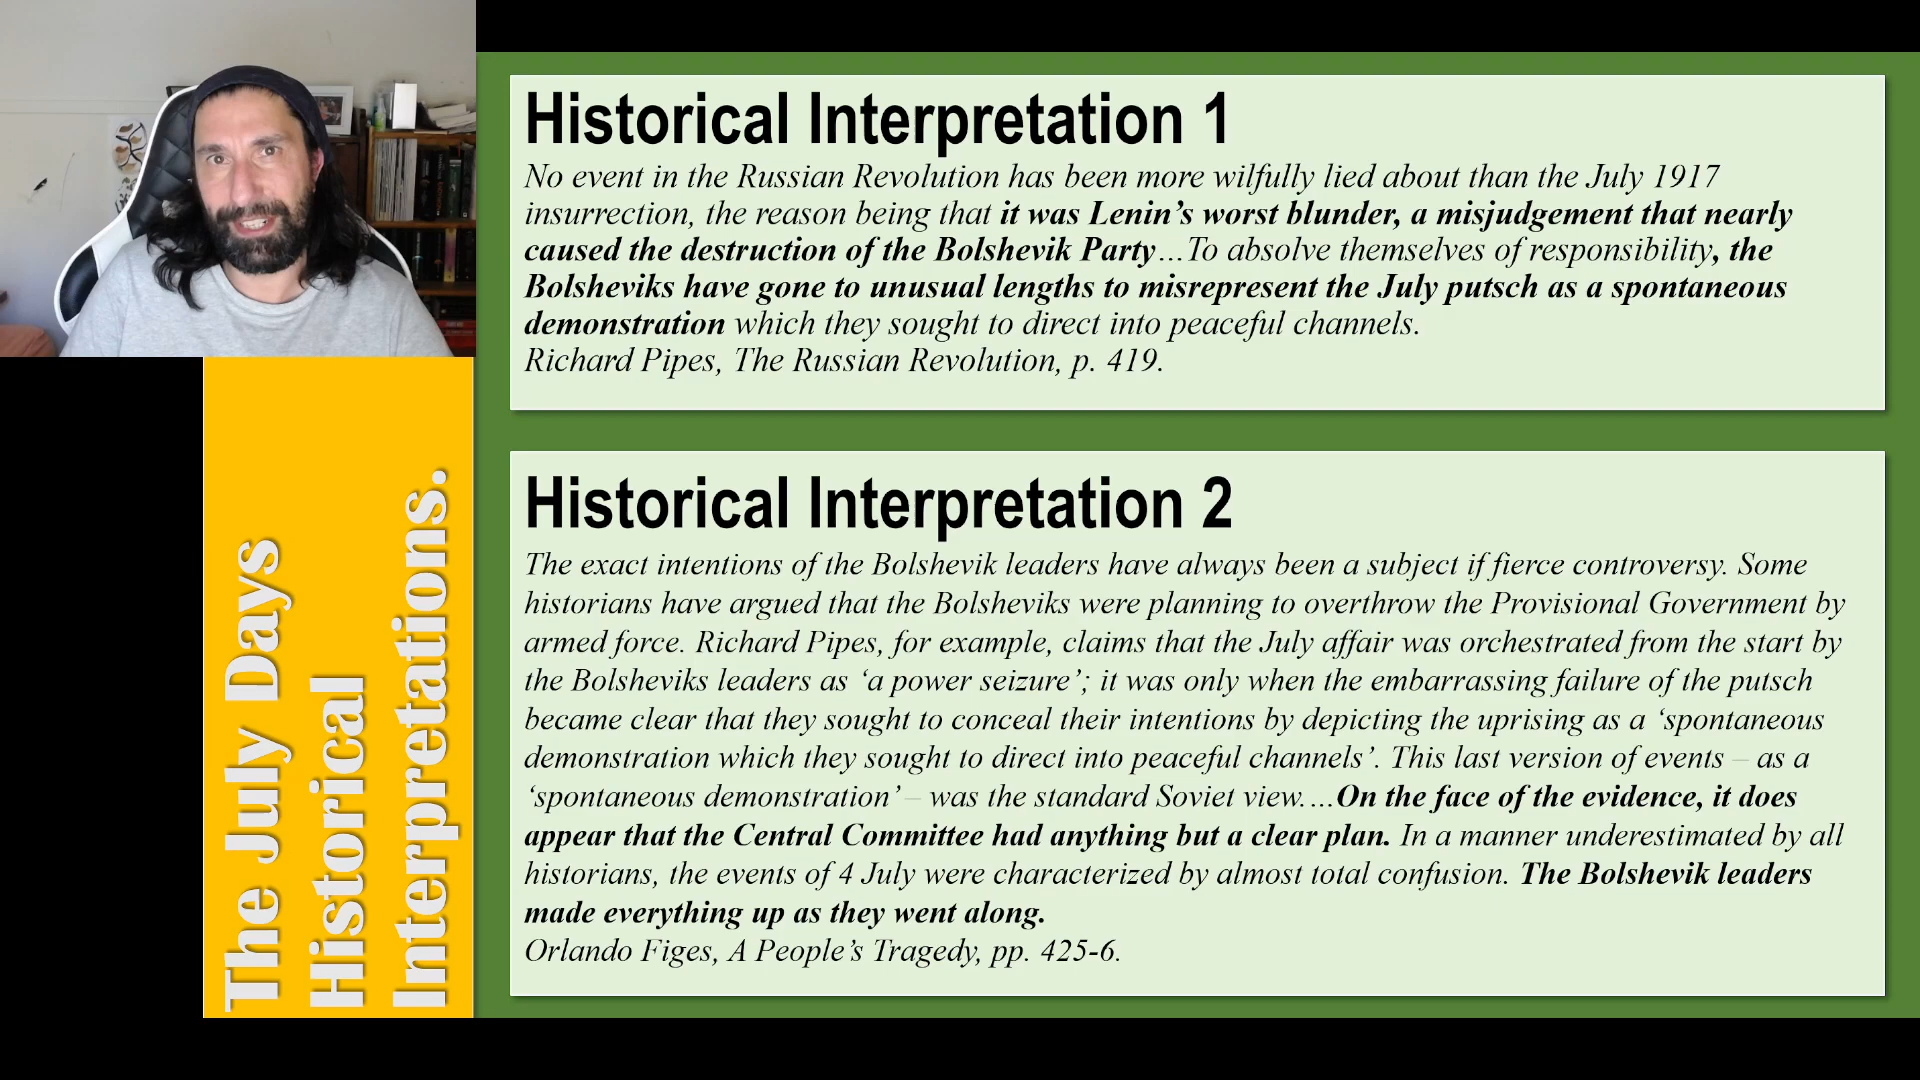 Historical Interpretation 1
No event in the Russian Revolution has been more wilfully lied about than the July 1917
insurrection, the reason being that it was Lenin’s worst blunder, a misjudgement that nearly
caused the destruction of the Bolshevik Party…To absolve themselves of responsibility, the
Bolsheviks have gone to unusual lengths to misrepresent the July putsch as a spontaneous
demonstration which they sought to direct into peaceful channels.
Richard Pipes, The Russian Revolution, p. 419.
Historical Interpretation 2
The exact intentions of the Bolshevik leaders have always been a subject if fierce controversy. Some
historians have argued that the Bolsheviks were planning to overthrow the Provisional Government by
armed force. Richard Pipes, for example, claims that the July affair was orchestrated from the start by
the Bolsheviks leaders as ‘a power seizure’; it was only when the embarrassing failure of the putsch
became clear that they sought to conceal their intentions by depicting the uprising as a ‘spontaneous
demonstration which they sought to direct into peaceful channels’. This last version of events – as a
‘spontaneous demonstration’ – was the standard Soviet view.…On the face of the evidence, it does
appear that the Central Committee had anything but a clear plan. In a manner underestimated by all
historians, the events of 4 July were characterized by almost total confusion. The Bolshevik leaders
made everything up as they went along.
Orlando Figes, A People’s Tragedy, pp. 425-6.
The July Days
Historical
Interpretations.